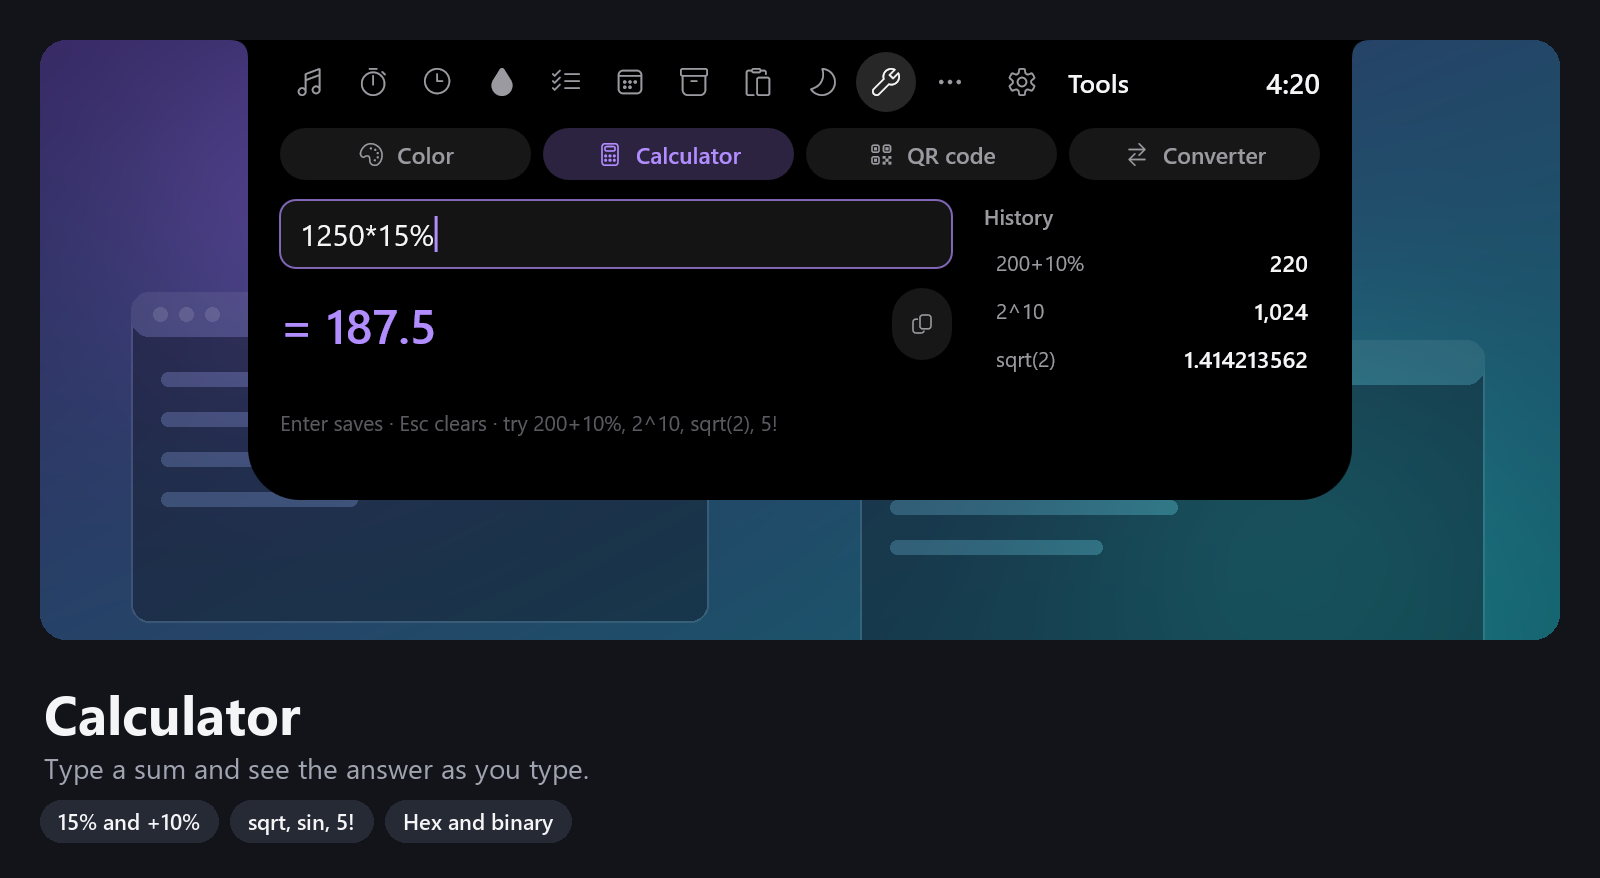 Tools 4:20
Color Calculator QR code Converter
1250*15%
= 187.5
History
200+10% 220
2^10 1,024
sqrt(2) 1.414213562
Enter saves · Esc clears · try 200+10%, 2^10, sqrt(2), 5!
Calculator
Type a sum and see the answer as you type.
15% and +10% sqrt, sin, 5! Hex and binary